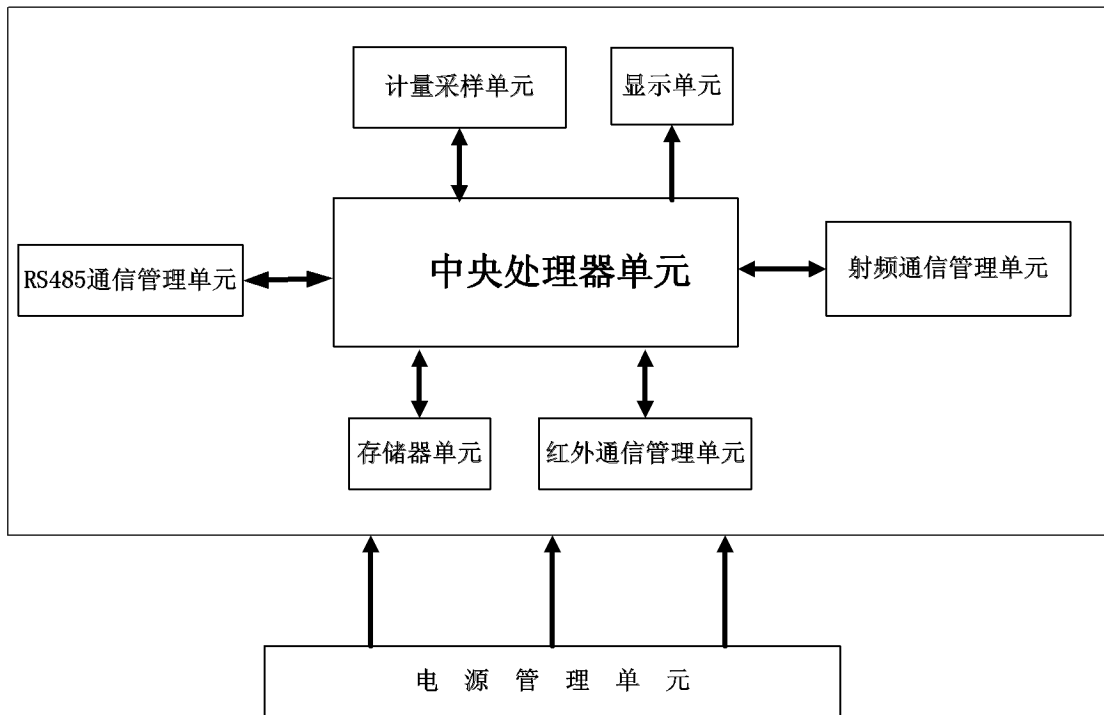 计量采样单元
显示单元
中央处理器单元
RS485通信管理单元
射频通信管理单元
存储器单元
红外通信管理单元
电源管理单元